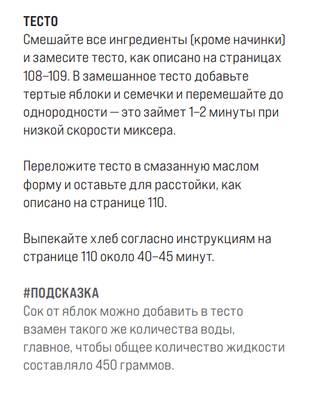 ТЕСТО
Смешайте все ингредиенты (кроме начинки)
и замесите тесто, как описано на страницах
108–109. В замешанное тесто добавьте
тертые яблоки и семечки и перемешайте до
однородности — это займет 1–2 минуты при
низкой скорости миксера.
Переложите тесто в смазанную маслом
форму и оставьте для расстойки, как
описано на странице 110.
Выпекайте хлеб согласно инструкциям на
странице 110 около 40–45 минут.
#ПОДСКАЗКА
Сок от яблок можно добавить в тесто
взамен такого же количества воды,
главное, чтобы общее количество жидкости
составляло 450 граммов.